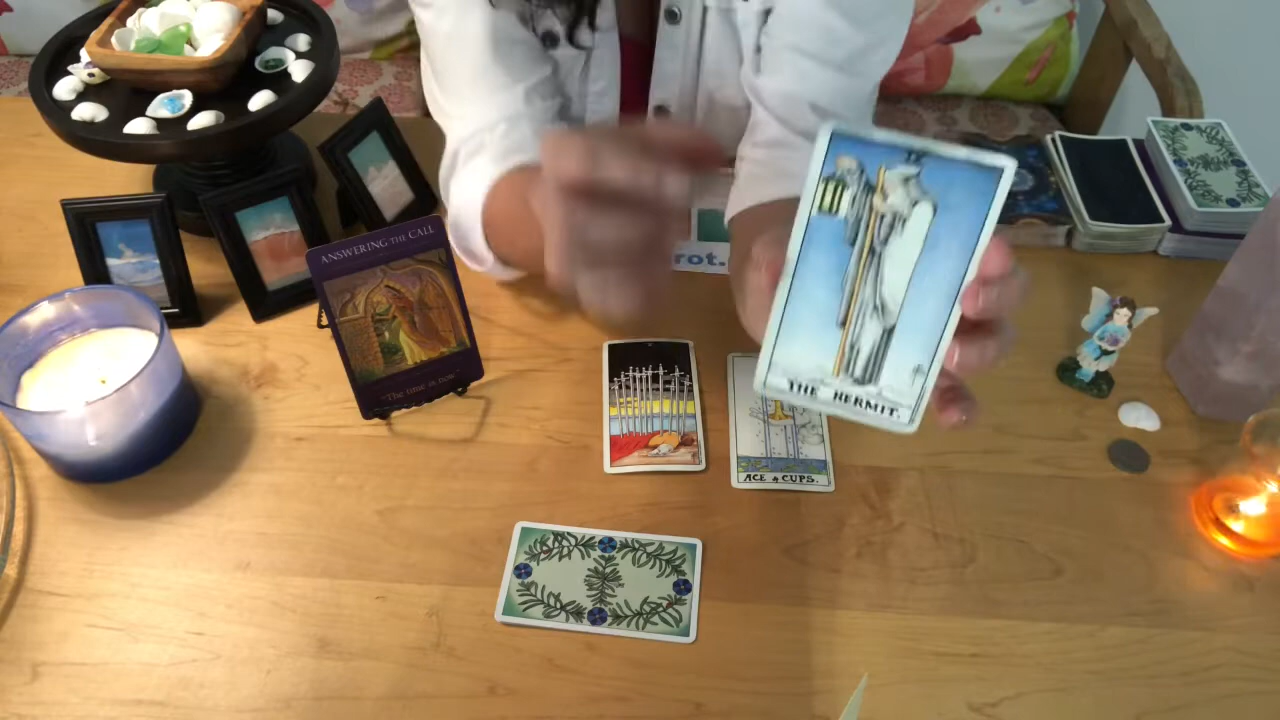 ANSWERING THE CALL
"The time is now"
rot.
THE HERMIT.
ACE of CUPS.